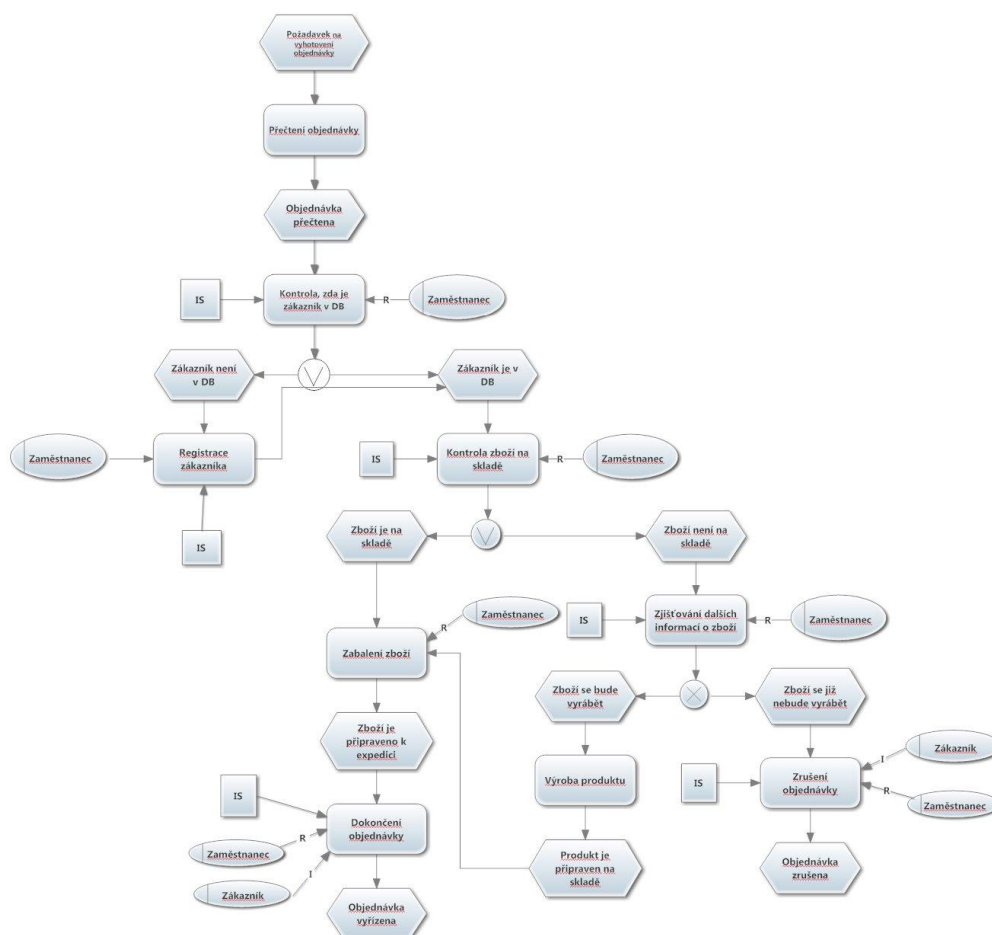 Požadavek na
vyhotovení
objednávky
Přečtení objednávky
Objednávka
přečtena
IS
Kontrola, zda je
zákazník v DB
R
Zaměstnanec
Zákazník není
v DB
Zákazník je v
DB
Zaměstnanec
Registrace
zákazníka
IS
IS
Kontrola zboží na
skladě
R
Zaměstnanec
Zboží je na
skladě
Zboží není na
skladě
Zaměstnanec
R
Zabalení zboží
IS
Zjišťování dalších
informací o zboží
R
Zaměstnanec
Zboží se bude
vyrábět
Zboží se již
nebude vyrábět
Zboží je
připraveno k
expedici
Výroba produktu
IS
Zrušení
objednávky
I
Zákazník
R
Zaměstnanec
IS
Dokončení
objednávky
R
Zaměstnanec
I
Zákazník
Produkt je
připraven na
skladě
Objednávka
zrušena
Objednávka
vyřízena